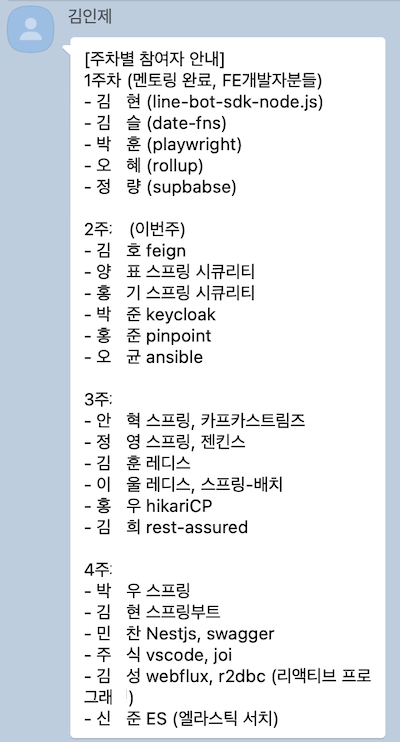 김인제
[주차별 참여자 안내]
1주차 (멘토링 완료, FE개발자분들)
- 김 현 (line-bot-sdk-node.js)
- 김 슬 (date-fns)
- 박 훈 (playwright)
- 오 혜 (rollup)
- 정 량 (supbabse)
2주 (이번주)
- 김 호 feign
- 양 표 스프링 시큐리티
- 홍 기 스프링 시큐리티
- 박 준 keycloak
- 홍 준 pinpoint
- 오 균 ansible
3주
- 안 혁 스프링, 카프카스트림즈
- 정 영 스프링, 젠킨스
- 김 훈 레디스
- 이 울 레디스, 스프링-배치
- 홍 우 hikariCP
- 김 희 rest-assured
4주
- 박 우 스프링
- 김 현 스프링부트
- 민 찬 Nestjs, swagger
- 주 식 vscode, joi
- 김 성 webflux, r2dbc (리액티브 프로
그래 )
- 신 준 ES (엘라스틱 서치)